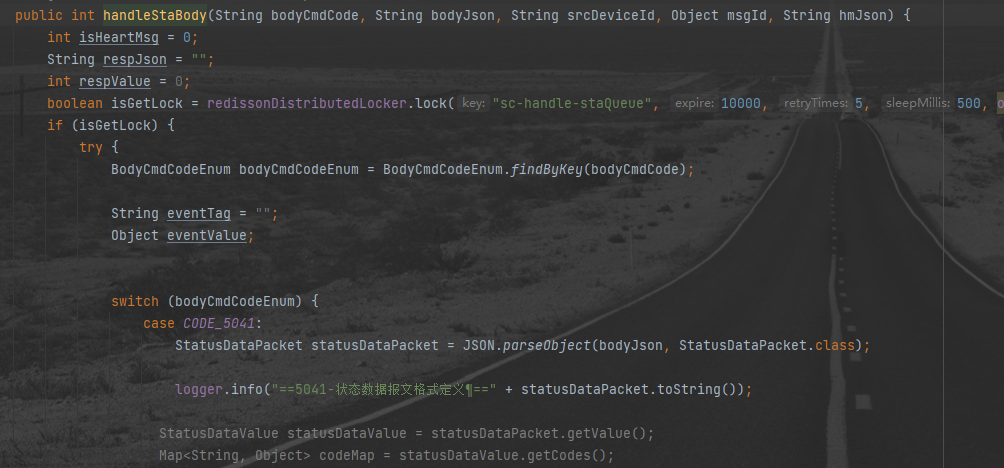 public int handleStaBody(String bodyCmdCode, String bodyJson, String srcDeviceId, Object msgId, String hmJson) {
int isHeartMsg = 0;
String respJson = "";
int respValue = 0;
boolean isGetLock = redissonDistributedLocker.lock( key: "sc-handle-staQueue", expire: 10000, retryTimes: 5, sleepMillis: 500,
if (isGetLock) {
try {
BodyCmdCodeEnum bodyCmdCodeEnum = BodyCmdCodeEnum.findByKey(bodyCmdCode);
String eventTag = "";
Object eventValue;
switch (bodyCmdCodeEnum) {
case CODE_5041:
StatusDataPacket statusDataPacket = JSON.parseObject(bodyJson, StatusDataPacket.class);
logger.info("==5041-状态数据报文格式定义¶==" + statusDataPacket.toString());
StatusDataValue statusDataValue = statusDataPacket.getValue();
Map<String, Object> codeMap = statusDataValue.getCodes();